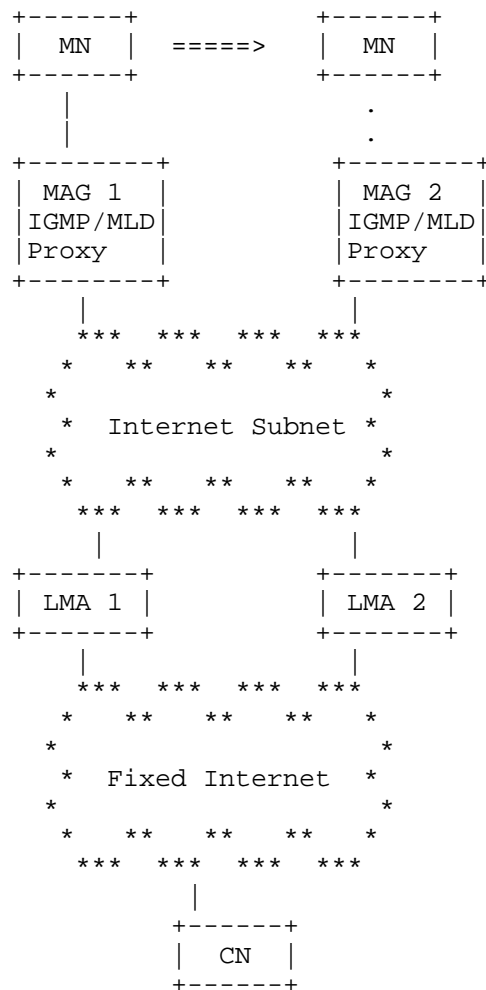 MN =====> MN
MAG 1 MAG 2
IGMP/MLD IGMP/MLD
Proxy Proxy
Internet Subnet
LMA 1 LMA 2
Fixed Internet
CN